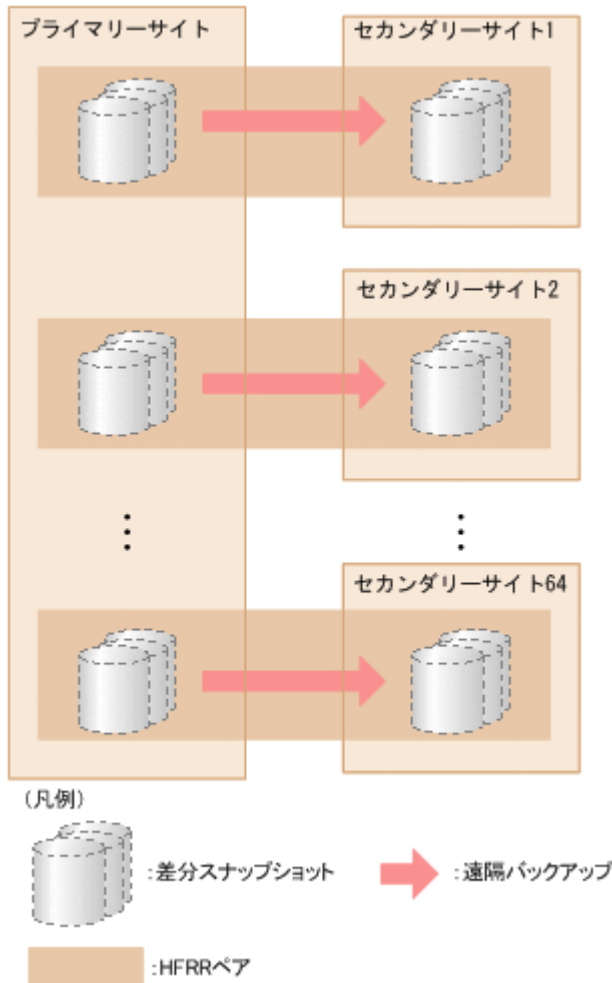 プライマリーサイト
セカンダリーサイト1
セカンダリーサイト2
⋮
⋮
セカンダリーサイト64
(凡例)
:差分スナップショット
:遠隔バックアップ
:HFRRペア